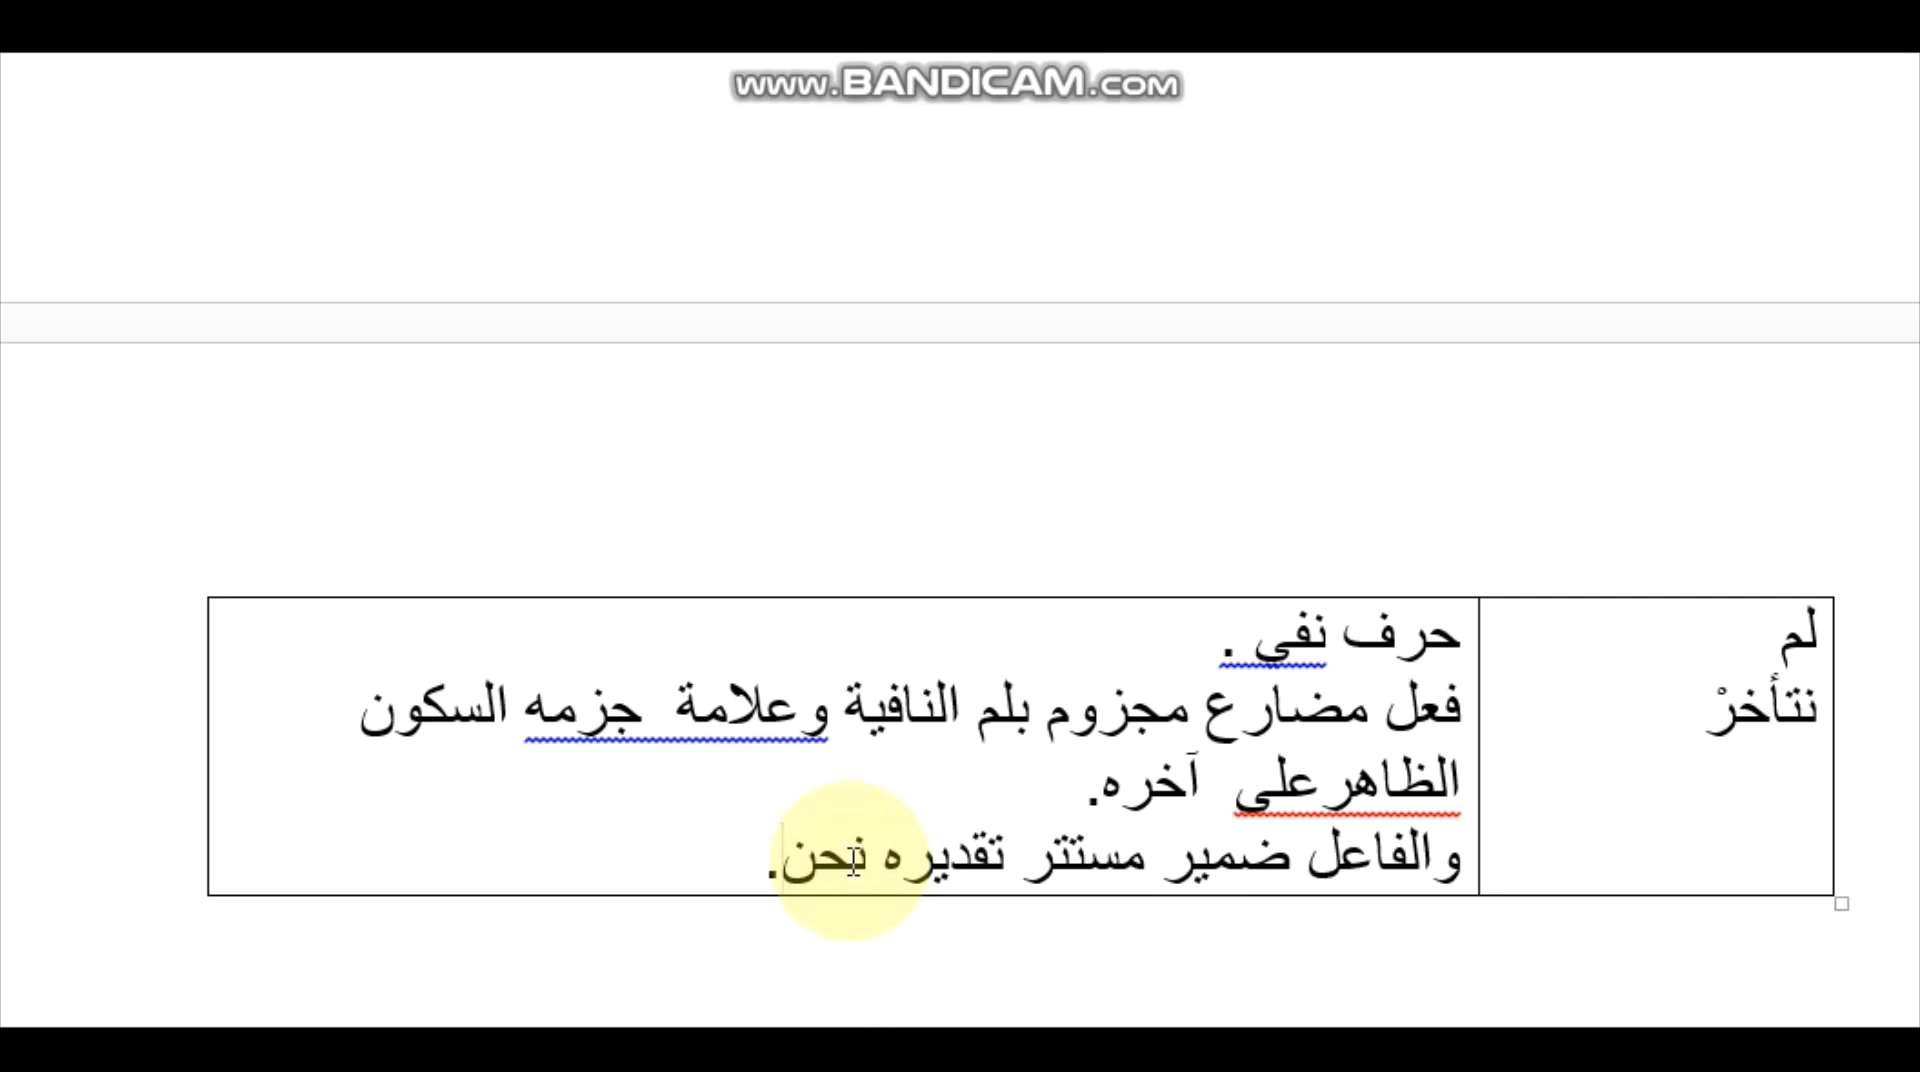 www.BANDICAM.com
لم
حرف نفي .
نتأخرْ
فعل مضارع مجزوم بلم النافية وعلامة جزمه السكون
الظاهرعلى آخره.
والفاعل ضمير مستتر تقديره نحن.